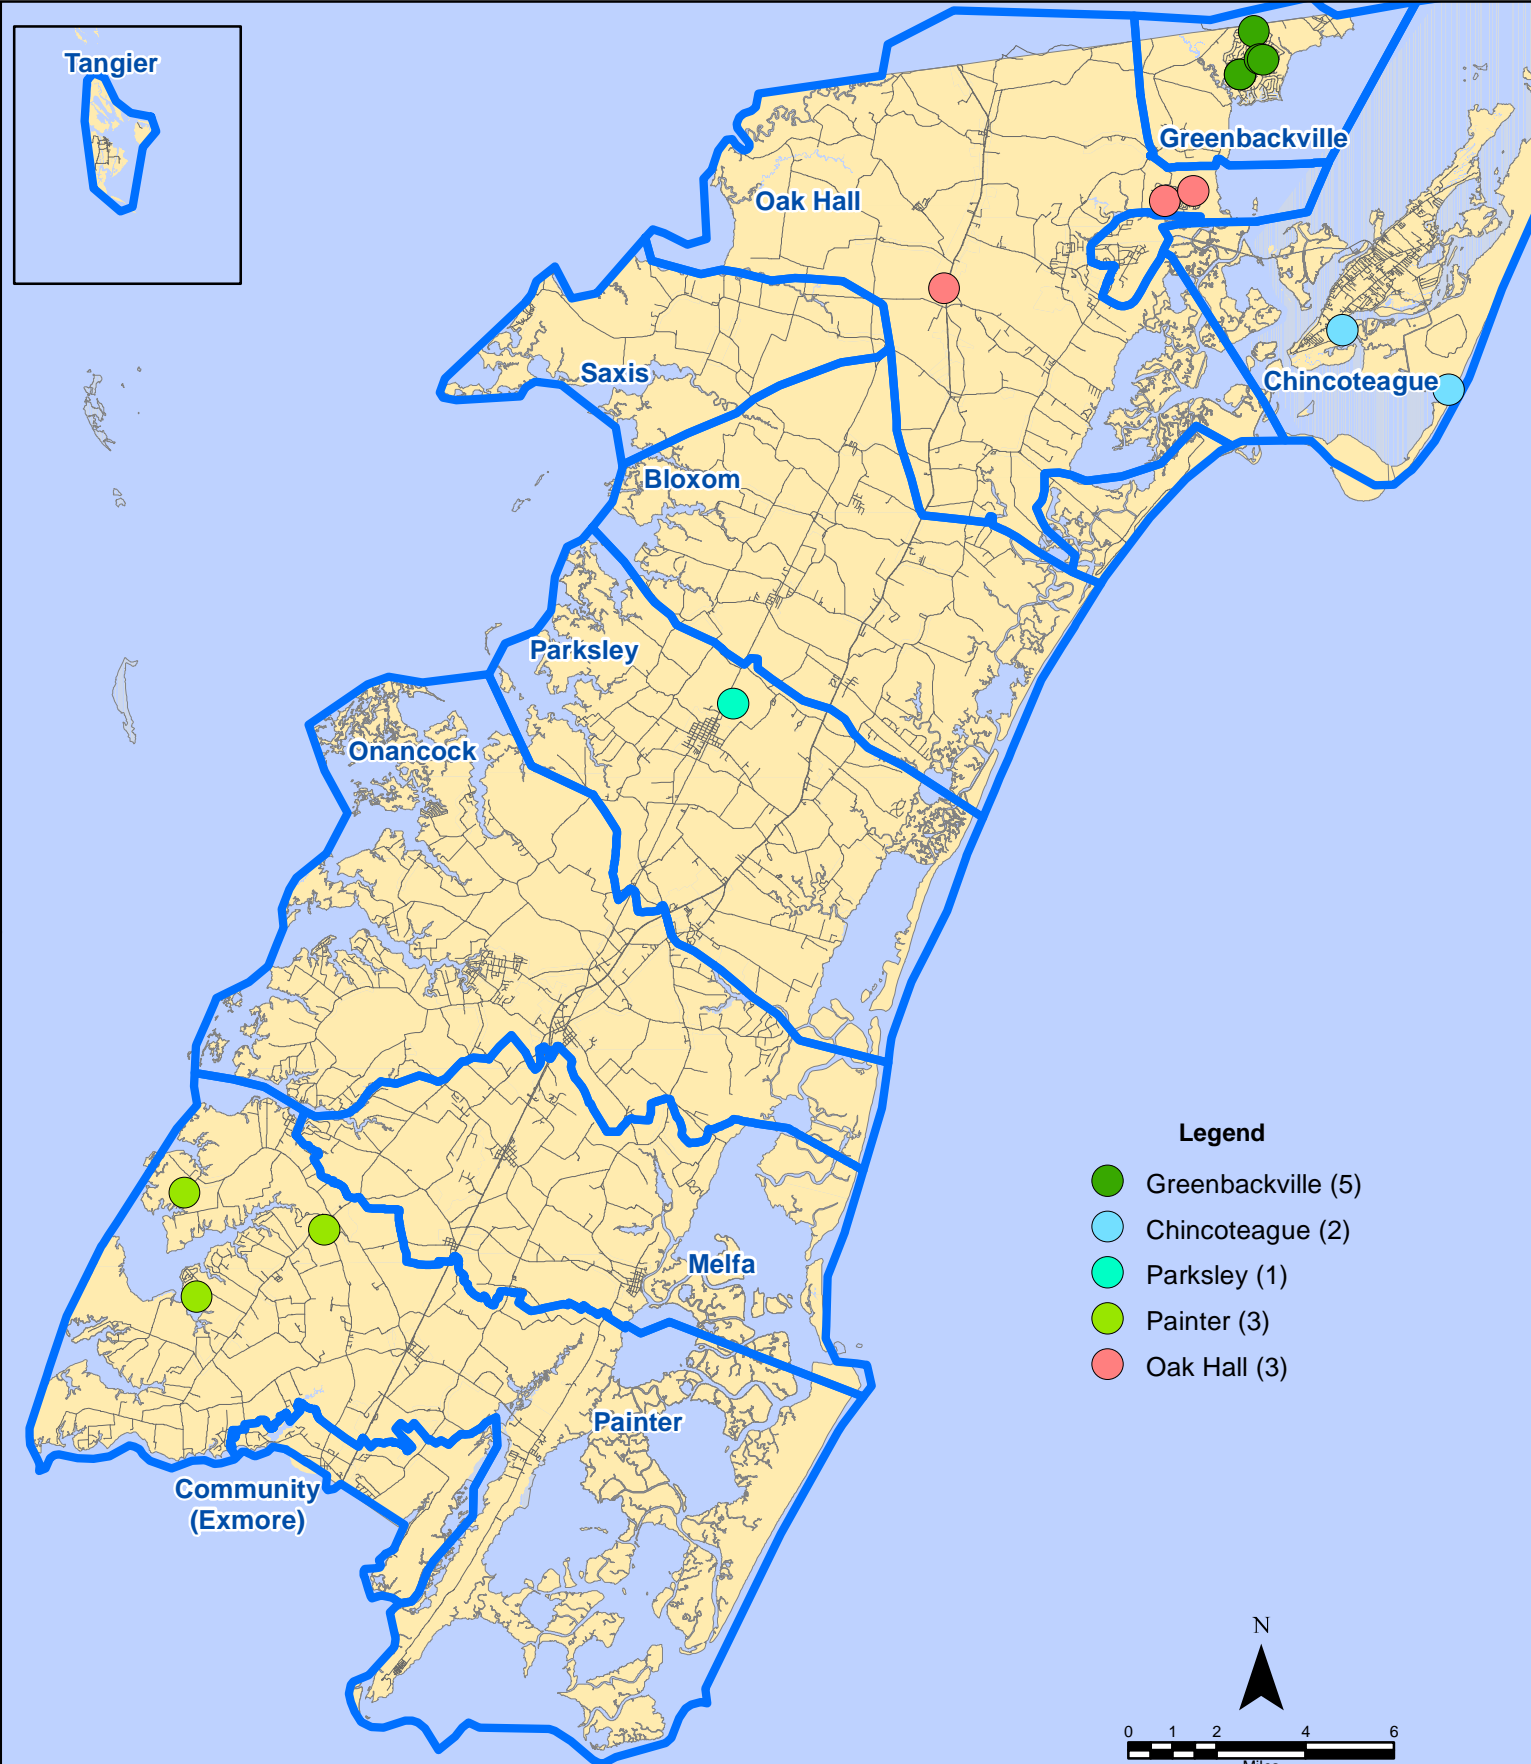 Tangier
Greenbackville
Oak Hall
Saxis
Chincoteague
Bloxom
Parksley
Onancock
Melfa
Painter
Community
(Exmore)
Legend
Greenbackville (5)
Chincoteague (2)
Parksley (1)
Painter (3)
Oak Hall (3)
N
0 1 2 4 6
Miles